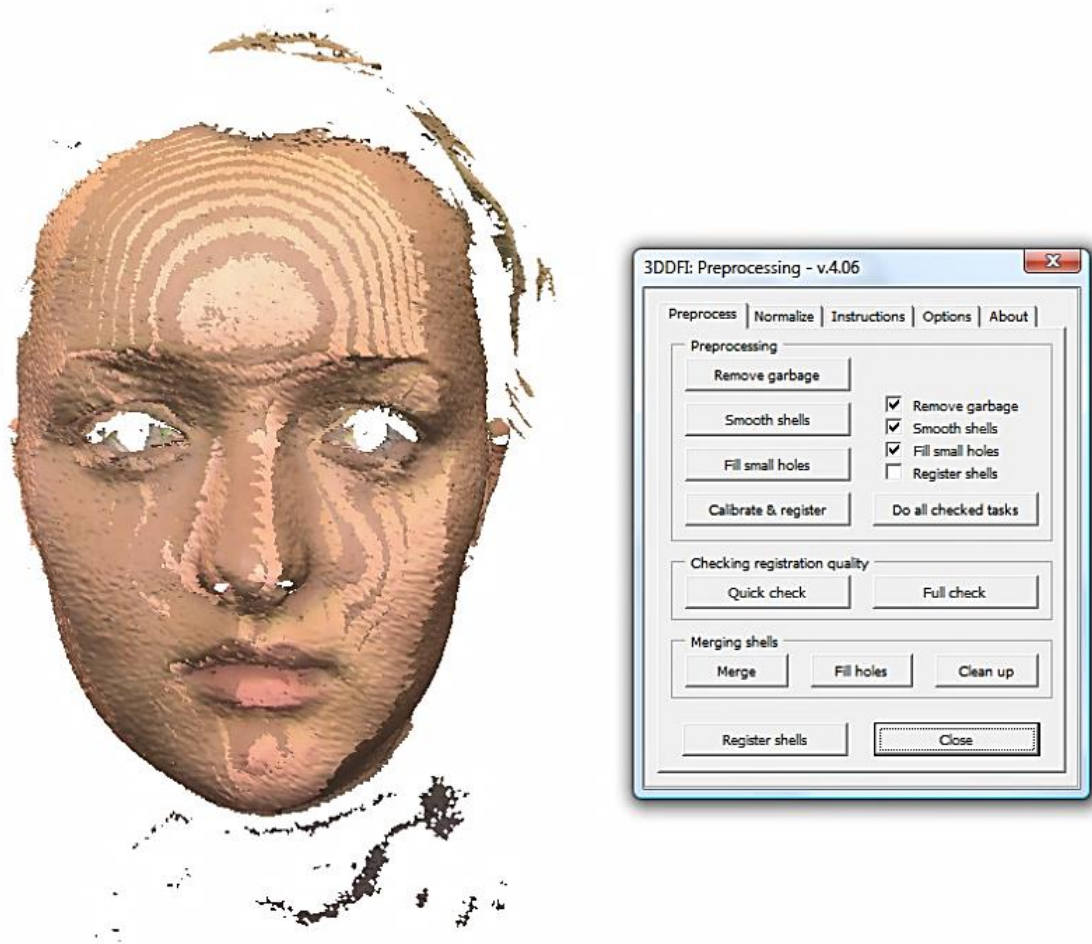 3DDFI: Preprocessing - v.4.06
Preprocess Normalize Instructions Options About
Preprocessing
Remove garbage
Smooth shells
Fill small holes
Calibrate & register
Remove garbage
Smooth shells
Fill small holes
Register shells
Do all checked tasks
Checking registration quality
Quick check Full check
Merging shells
Merge Fill holes Clean up
Register shells Close